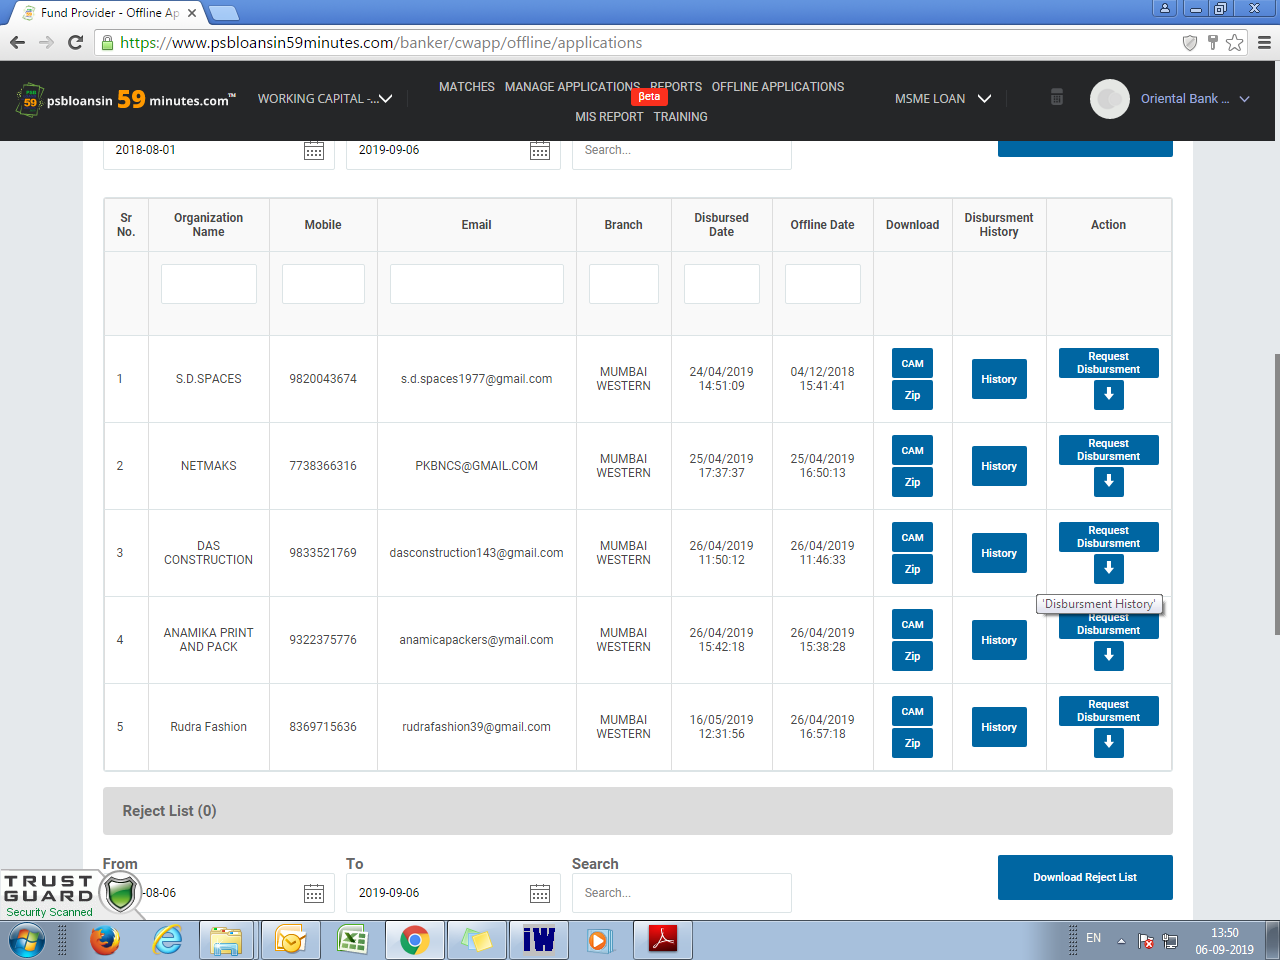 Fund Provider - Offline Ap
https://www.psbloansin59minutes.com/banker/cwapp/offline/applications
PSB
59
psbloansin 59 minutes.com™
WORKING CAPITAL -...
MATCHES
MANAGE APPLICATIONS
REPORTS
OFFLINE APPLICATIONS
βeta
MIS REPORT
TRAINING
MSME LOAN
Oriental Bank ...
2018-08-01
2019-09-06
Search...
Sr No.
Organization Name
Mobile
Email
Branch
Disbursed Date
Offline Date
Download
Disbursment History
Action
1
S.D.SPACES
9820043674
s.d.spaces1977@gmail.com
MUMBAI WESTERN
24/04/2019 14:51:09
04/12/2018 15:41:41
CAM
Zip
History
Request Disbursment
2
NETMAKS
7738366316
PKBNCS@GMAIL.COM
MUMBAI WESTERN
25/04/2019 17:37:37
25/04/2019 16:50:13
CAM
Zip
History
Request Disbursment
3
DAS CONSTRUCTION
9833521769
dasconstruction143@gmail.com
MUMBAI WESTERN
26/04/2019 11:50:12
26/04/2019 11:46:33
CAM
Zip
History
Request Disbursment
'Disbursment History'
4
ANAMIKA PRINT AND PACK
9322375776
anamicapackers@ymail.com
MUMBAI WESTERN
26/04/2019 15:42:18
26/04/2019 15:38:28
CAM
Zip
History
Request Disbursment
5
Rudra Fashion
8369715636
rudrafashion39@gmail.com
MUMBAI WESTERN
16/05/2019 12:31:56
26/04/2019 16:57:18
CAM
Zip
History
Request Disbursment
Reject List (0)
From
To
Search
-08-06
2019-09-06
Search...
Download Reject List
TRUST
GUARD
Security Scanned
iW
EN
13:50
06-09-2019